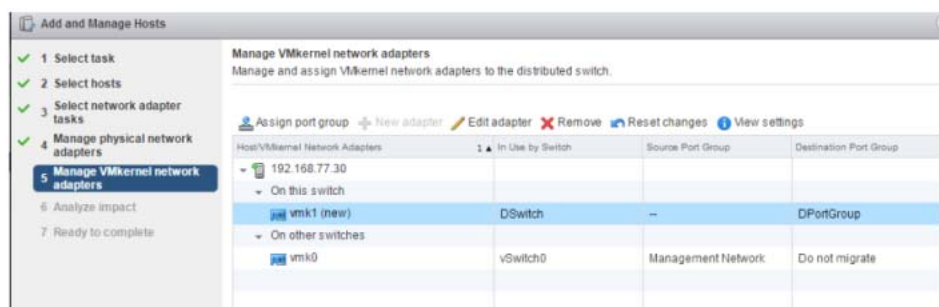 Add and Manage Hosts
1 Select task
2 Select hosts
3 Select network adapter
tasks
4 Manage physical network
adapters
5 Manage VMkernel network
adapters
6 Analyze impact
7 Ready to complete
Manage VMkernel network adapters
Manage and assign VMkernel network adapters to the distributed switch.
Assign port group New adapter Edit adapter Remove Reset changes View settings
Host/VMkernel Network Adapters 1 ▲ In Use by Switch Source Port Group Destination Port Group
192.168.77.30
On this switch
vmk1 (new) DSwitch -- DPortGroup
On other switches
vmk0 vSwitch0 Management Network Do not migrate